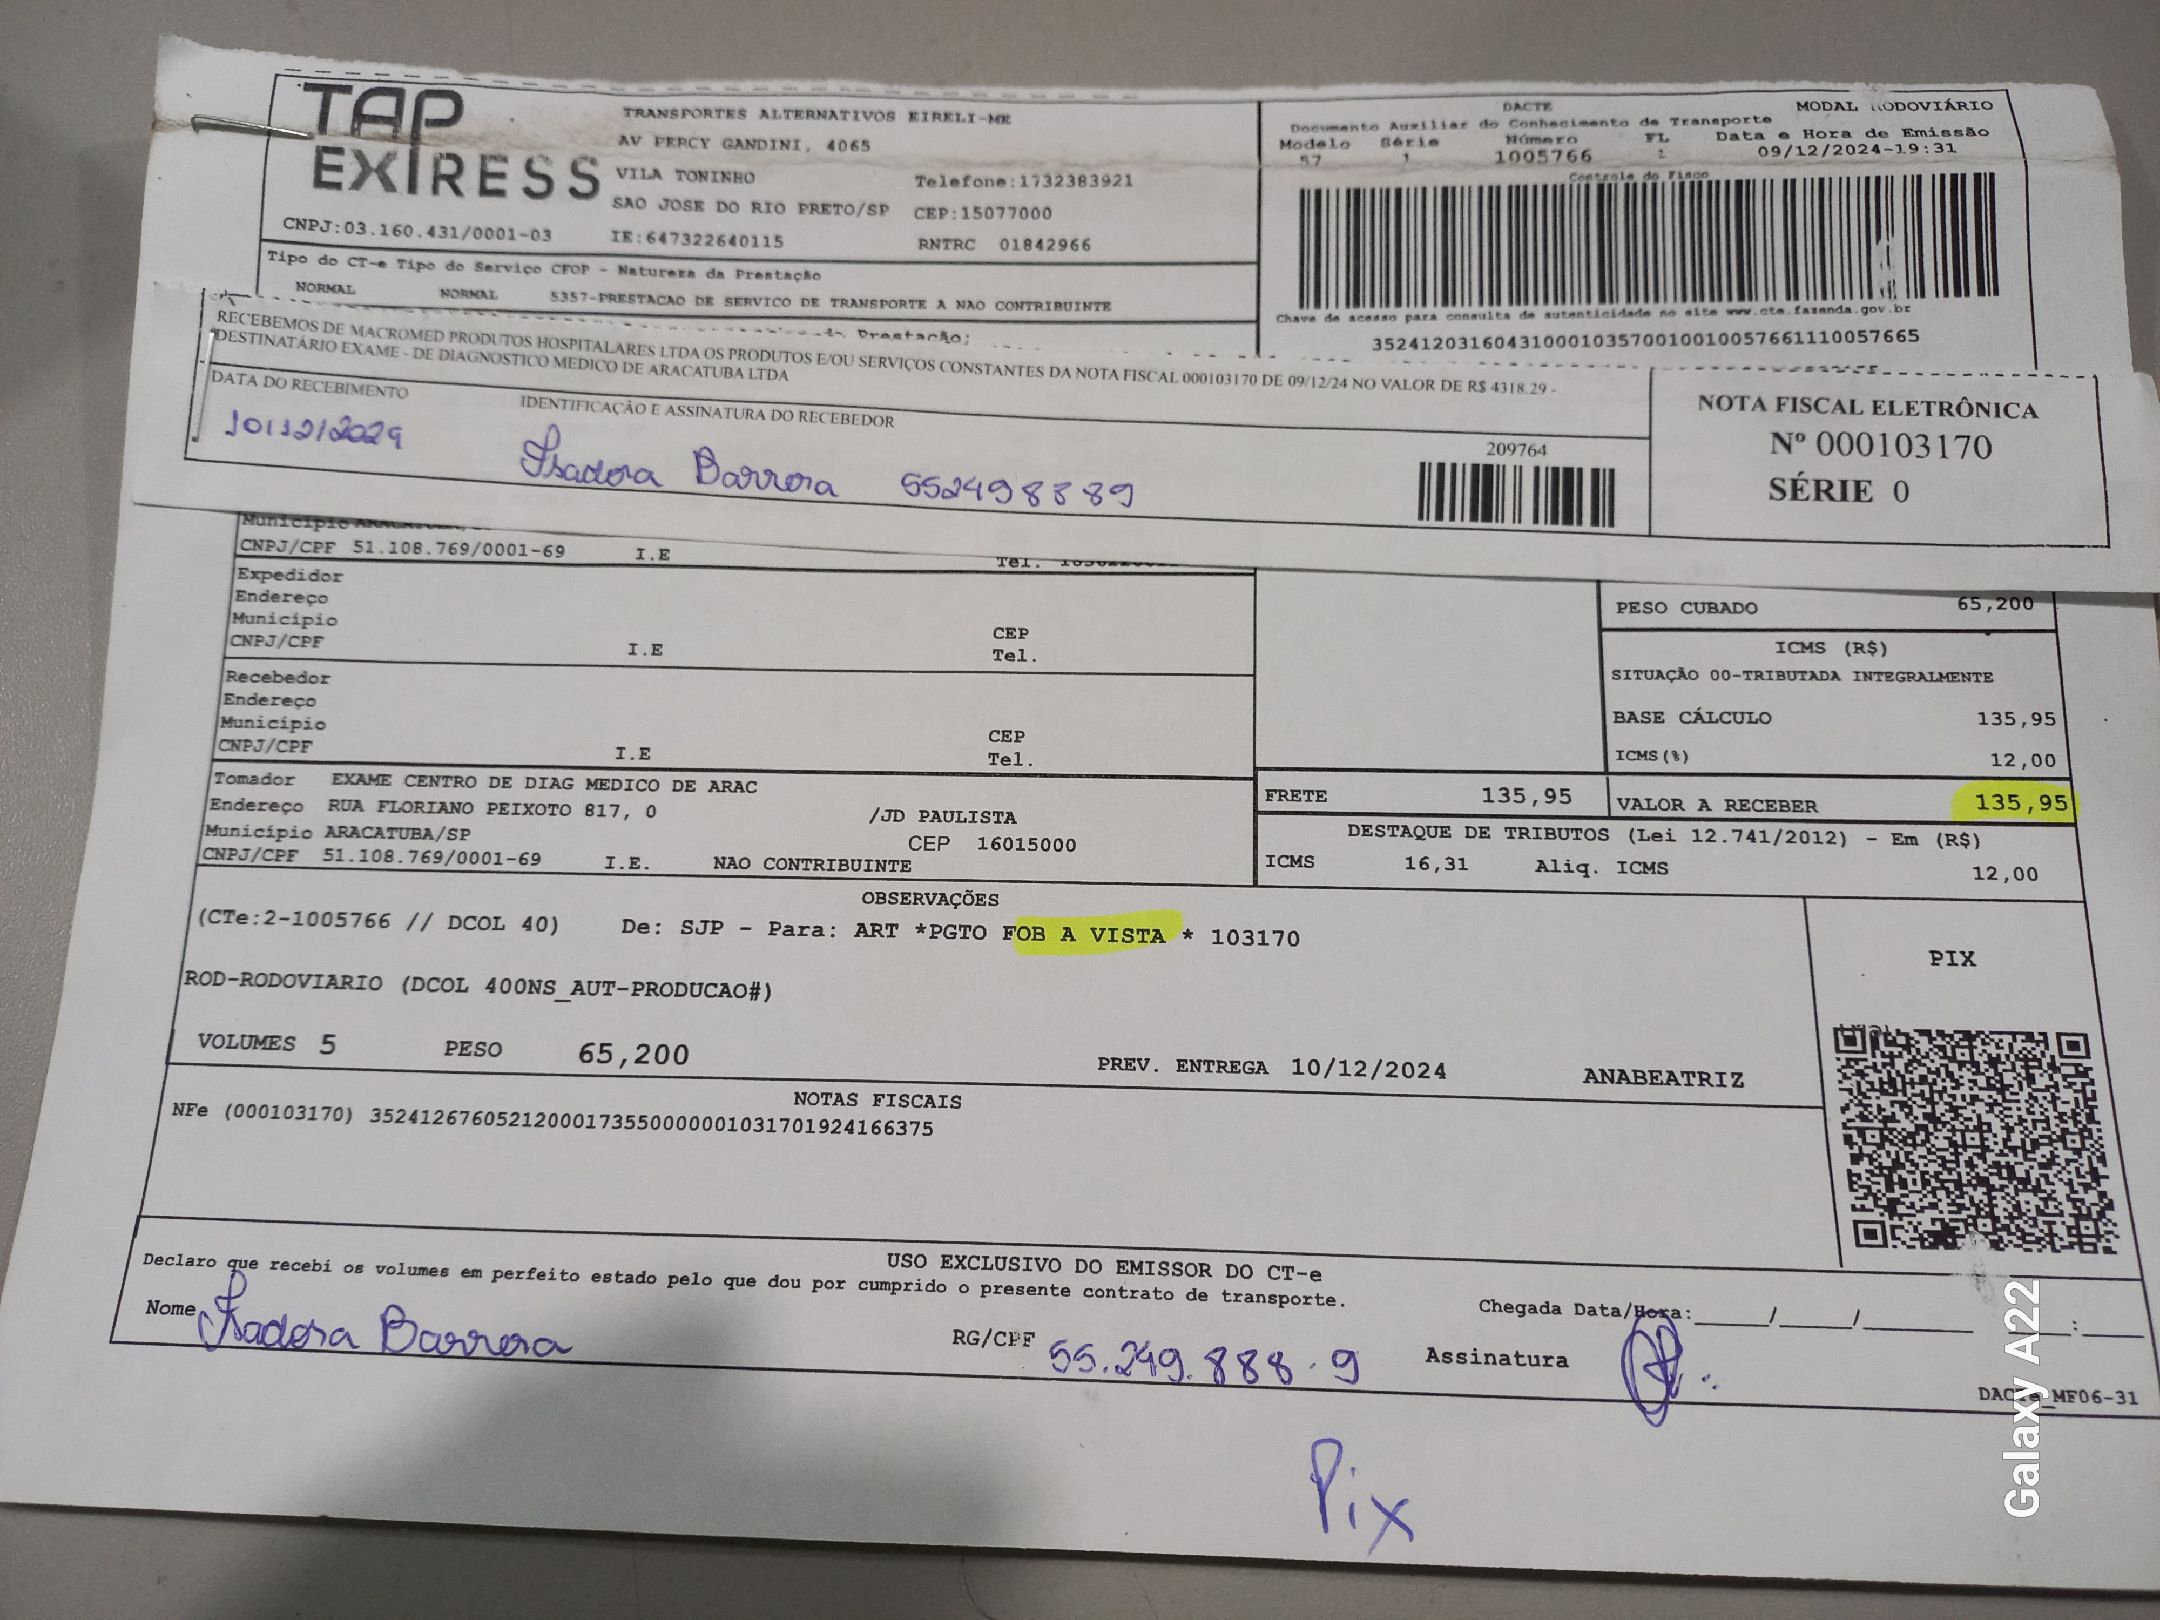 TAP
EXPRESS
TRANSPORTES ALTERNATIVOS EIRELI-ME
AV PERCY GANDINI, 4065
VILA TONINHO Telefone:1732383921
SAO JOSE DO RIO PRETO/SP CEP:15077000
CNPJ:03.160.431/0001-03 IE:647322640115 RNTRC 01842966
Tipo do CT-e Tipo do Serviço CFOP - Natureza da Prestação
NORMAL NORMAL 5357-PRESTACAO DE SERVICO DE TRANSPORTE A NAO CONTRIBUINTE
Prestação:
DACTE MODAL RODOVIÁRIO
Documento Auxiliar do Conhecimento de Transporte
Modelo Série Número FL Data e Hora de Emissão
57 1 1005766 09/12/2024-19:31
Controle do Fisco
Chave de acesso para consulta de autenticidade no site www.cte.fazenda.gov.br
35241203160431000103570010010057661110057665
RECEBEMOS DE MACROMED PRODUTOS HOSPITALARES LTDA OS PRODUTOS E/OU SERVIÇOS CONSTANTES DA NOTA FISCAL 000103170 DE 09/12/24 NO VALOR DE R$ 4318.29 -
DESTINATÁRIO EXAME - DE DIAGNOSTICO MEDICO DE ARACATUBA LTDA
DATA DO RECEBIMENTO IDENTIFICAÇÃO E ASSINATURA DO RECEBEDOR
10/12/2024 Isadora Barrera 552498889
209764
NOTA FISCAL ELETRÔNICA
Nº 000103170
SÉRIE 0
Município
CNPJ/CPF 51.108.769/0001-69 I.E Tel.
Expedidor
Endereço
Município CEP
CNPJ/CPF I.E Tel.
Recebedor
Endereço
Município CEP
CNPJ/CPF I.E Tel.
PESO CUBADO 65,200
ICMS (R$)
SITUAÇÃO 00-TRIBUTADA INTEGRALMENTE
BASE CÁLCULO 135,95
ICMS(%) 12,00
Tomador EXAME CENTRO DE DIAG MEDICO DE ARAC
Endereço RUA FLORIANO PEIXOTO 817, 0 /JD PAULISTA
Município ARACATUBA/SP CEP 16015000
CNPJ/CPF 51.108.769/0001-69 I.E. NAO CONTRIBUINTE
FRETE 135,95 VALOR A RECEBER 135,95
DESTAQUE DE TRIBUTOS (Lei 12.741/2012) - Em (R$)
ICMS 16,31 Aliq. ICMS 12,00
OBSERVAÇÕES
(CTe:2-1005766 // DCOL 40) De: SJP - Para: ART *PGTO FOB A VISTA * 103170
ROD-RODOVIARIO (DCOL 400NS_AUT-PRODUCAO#)
VOLUMES 5 PESO 65,200 PREV. ENTREGA 10/12/2024 ANABEATRIZ
PIX
NOTAS FISCAIS
NFe (000103170) 35241267605212000173550000001031701924166375
USO EXCLUSIVO DO EMISSOR DO CT-e
Declaro que recebi os volumes em perfeito estado pelo que dou por cumprido o presente contrato de transporte.
Chegada Data/Hora:_____/_____/_______ ____:____
Nome Isadora Barrera RG/CPF 55.249.888-9 Assinatura
DACTe_MF06-31
Pix
Galaxy A22